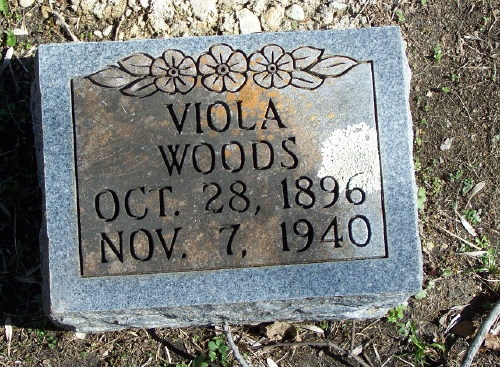 VIOLA
WOODS
OCT. 28, 1896
NOV. 7, 1940